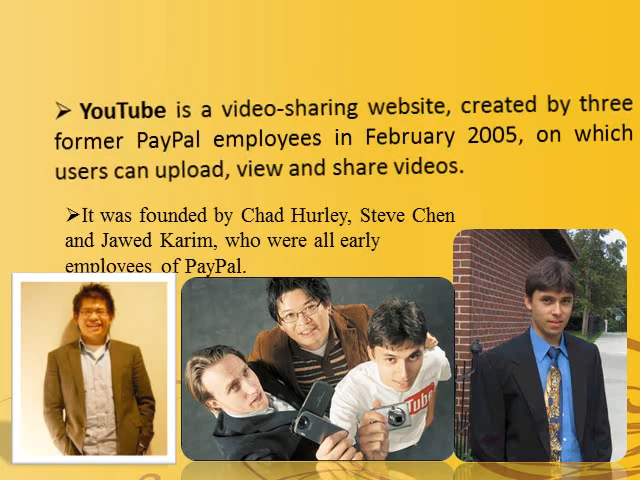 ➢ YouTube is a video-sharing website, created by three
former PayPal employees in February 2005, on which
users can upload, view and share videos.
➢It was founded by Chad Hurley, Steve Chen
and Jawed Karim, who were all early
employees of PayPal.
Tube